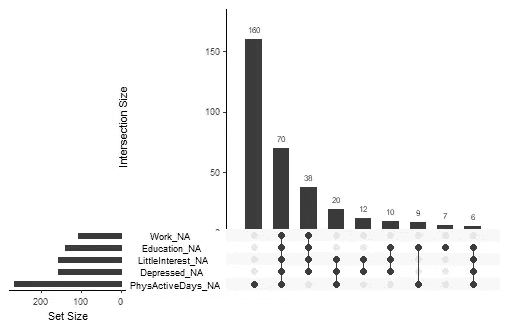 160
150
70
100
Intersection Size
50
38
20
12
10
9
7
6
Work_NA
Education_NA
LittleInterest_NA
Depressed_NA
PhysActiveDays_NA
200 100 0
Set Size